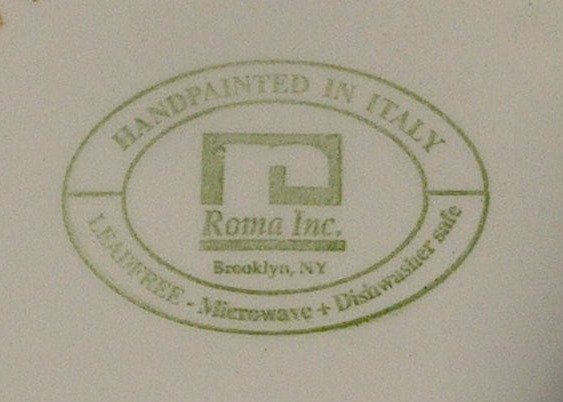 HANDPAINTED IN ITALY
Roma Inc.
Brooklyn, NY
LEADFREE - Microwave + Dishwasher safe